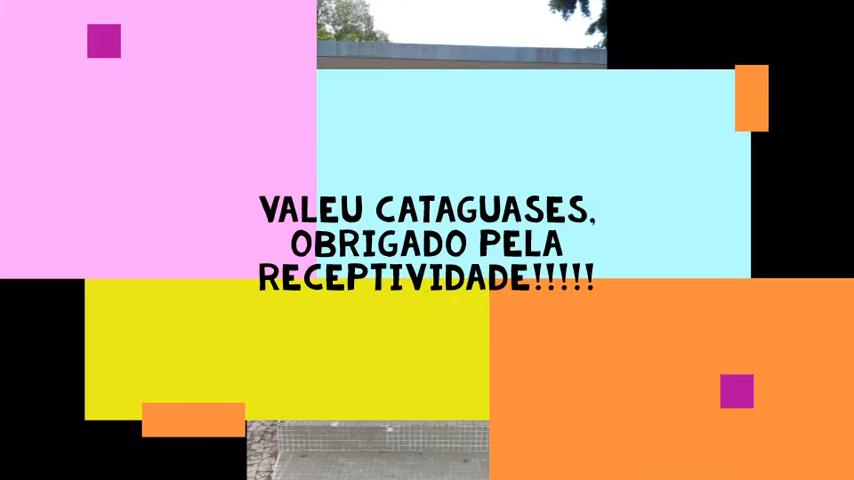 VALEU CATAGUASES,
OBRIGADO PELA
RECEPTIVIDADE!!!!!